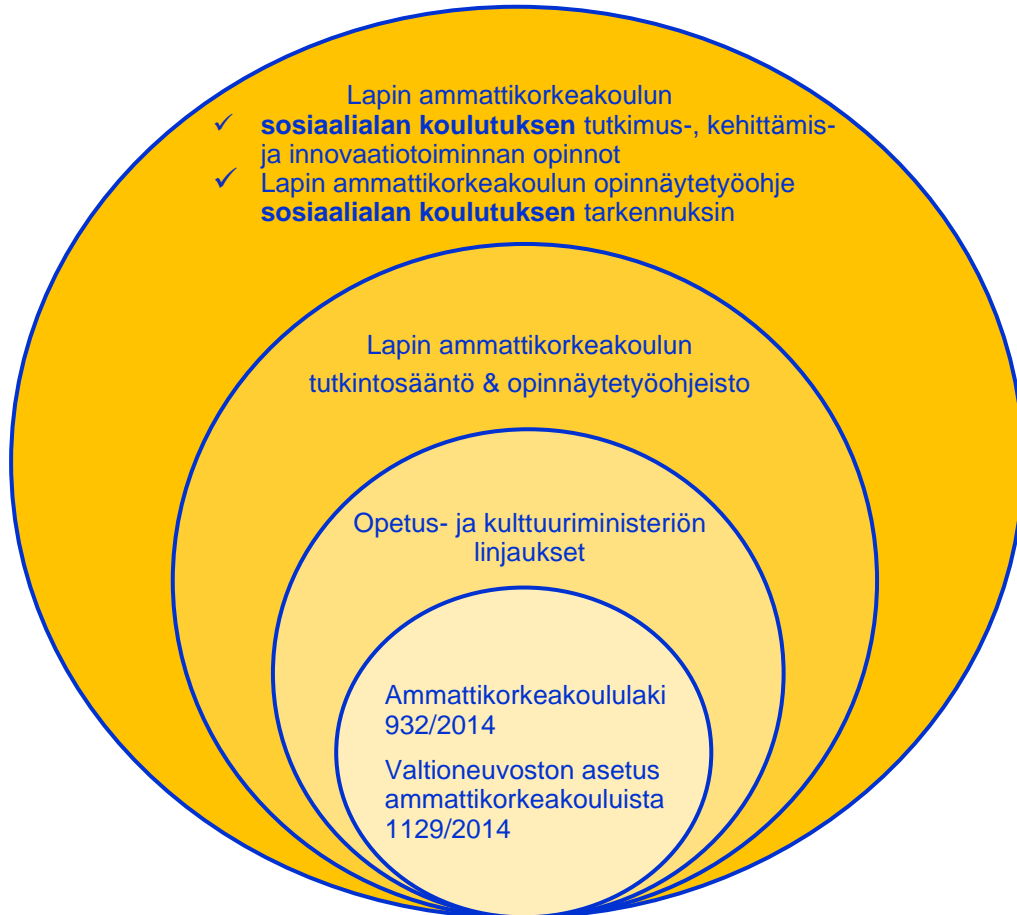 Lapin ammattikorkeakoulun
✓ sosiaalialan koulutuksen tutkimus-, kehittämis-
ja innovaatiotoiminnan opinnot
✓ Lapin ammattikorkeakoulun opinnäytetyöohje
sosiaalialan koulutuksen tarkennuksin
Lapin ammattikorkeakoulun
tutkintosääntö & opinnäytetyöohjeisto
Opetus- ja kulttuuriministeriön
linjaukset
Ammattikorkeakoululaki
932/2014
Valtioneuvoston asetus
ammattikorkeakouluista
1129/2014